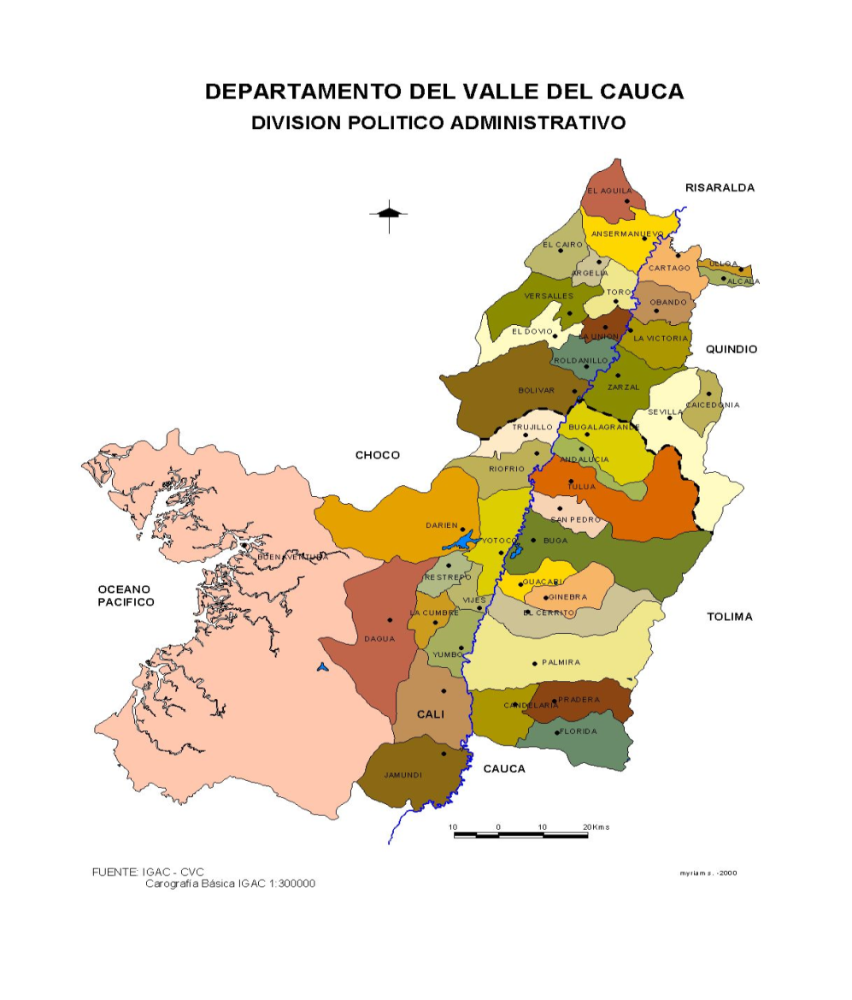 DEPARTAMENTO DEL VALLE DEL CAUCA
DIVISION POLITICO ADMINISTRATIVO
RISARALDA
EL AGUILA
ANSERMANUEVO
EL CAIRO
ARGELIA
CARTAGO
ULLOA
ALCALA
TORO
VERSALLES
OBANDO
EL DOVIO
LA UNION
LA VICTORIA
QUINDIO
ROLDANILLO
ZARZAL
BOLIVAR
CAICEDONIA
SEVILLA
TRUJILLO
BUGALAGRANDE
CHOCO
ANDALUCIA
RIOFRIO
TULUA
SAN PEDRO
DARIEN
YOTOCO
BUGA
BUENAVENTURA
RESTREPO
GUACARI
OCEANO
PACIFICO
GINEBRA
VIJES
LA CUMBRE
EL CERRITO
TOLIMA
DAGUA
YUMBO
PALMIRA
PRADERA
CANDELARIA
CALI
FLORIDA
CAUCA
JAMUNDI
10 0 10 20Kms
FUENTE: IGAC - CVC
Carografía Básica IGAC 1:300000
myriam s. -2000